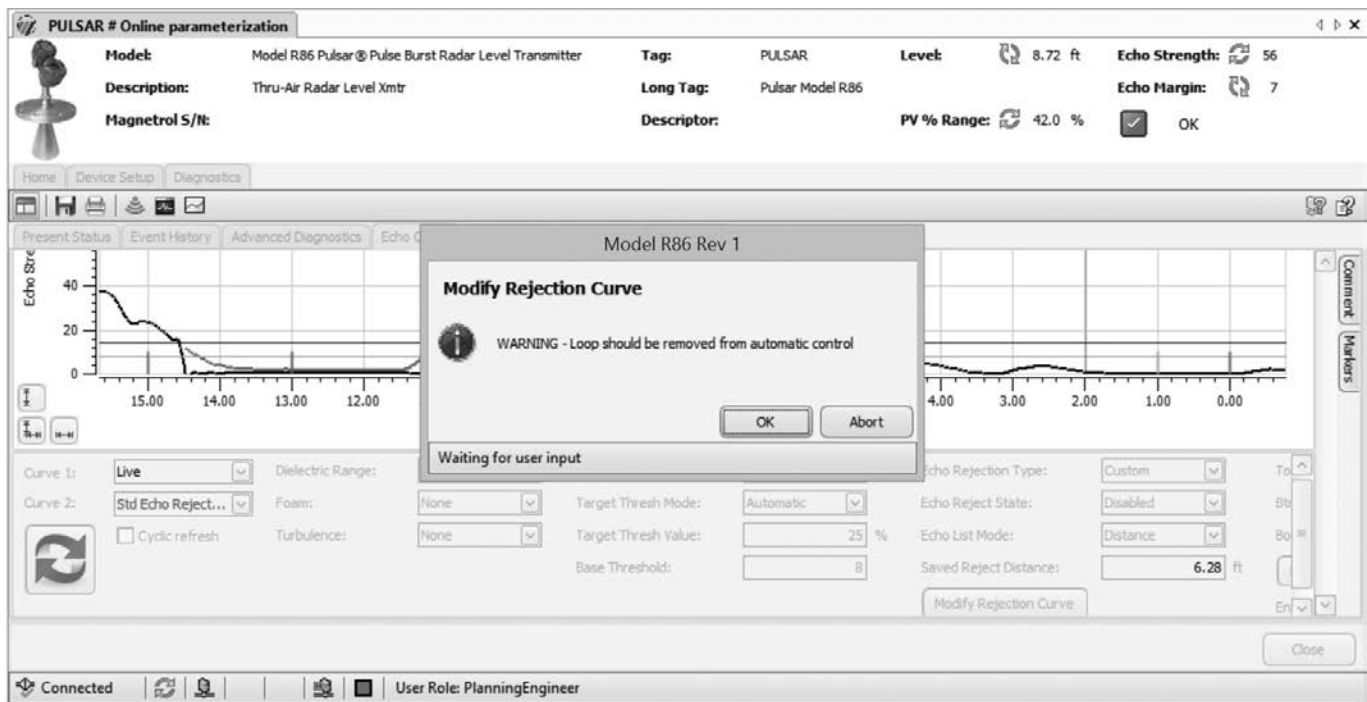 PULSAR # Online parameterization
Model: Model R86 Pulsar® Pulse Burst Radar Level Transmitter Tag: PULSAR Level: 8.72 ft Echo Strength: 56
Description: Thru-Air Radar Level Xmtr Long Tag: Pulsar Model R86 Echo Margin: 7
Magnetrol S/N: Descriptor: PV % Range: 42.0 % OK
Home Device Setup Diagnostics
Present Status Event History Advanced Diagnostics Echo
Model R86 Rev 1
Modify Rejection Curve
WARNING - Loop should be removed from automatic control
OK Abort
Waiting for user input
Echo Stre
40
20
0
15.00 14.00 13.00 12.00 4.00 3.00 2.00 1.00 0.00
Comment
Markers
Curve 1: Live Dielectric Range: Echo Rejection Type: Custom To
Curve 2: Std Echo Reject... Foam: None Target Thresh Mode: Automatic Echo Reject State: Disabled
Cyclic refresh Turbulence: None Target Thresh Value: 25 % Echo List Mode: Distance Bo
Base Threshold: 8 Saved Reject Distance: 6.28 ft
Modify Rejection Curve En
Close
Connected User Role: PlanningEngineer